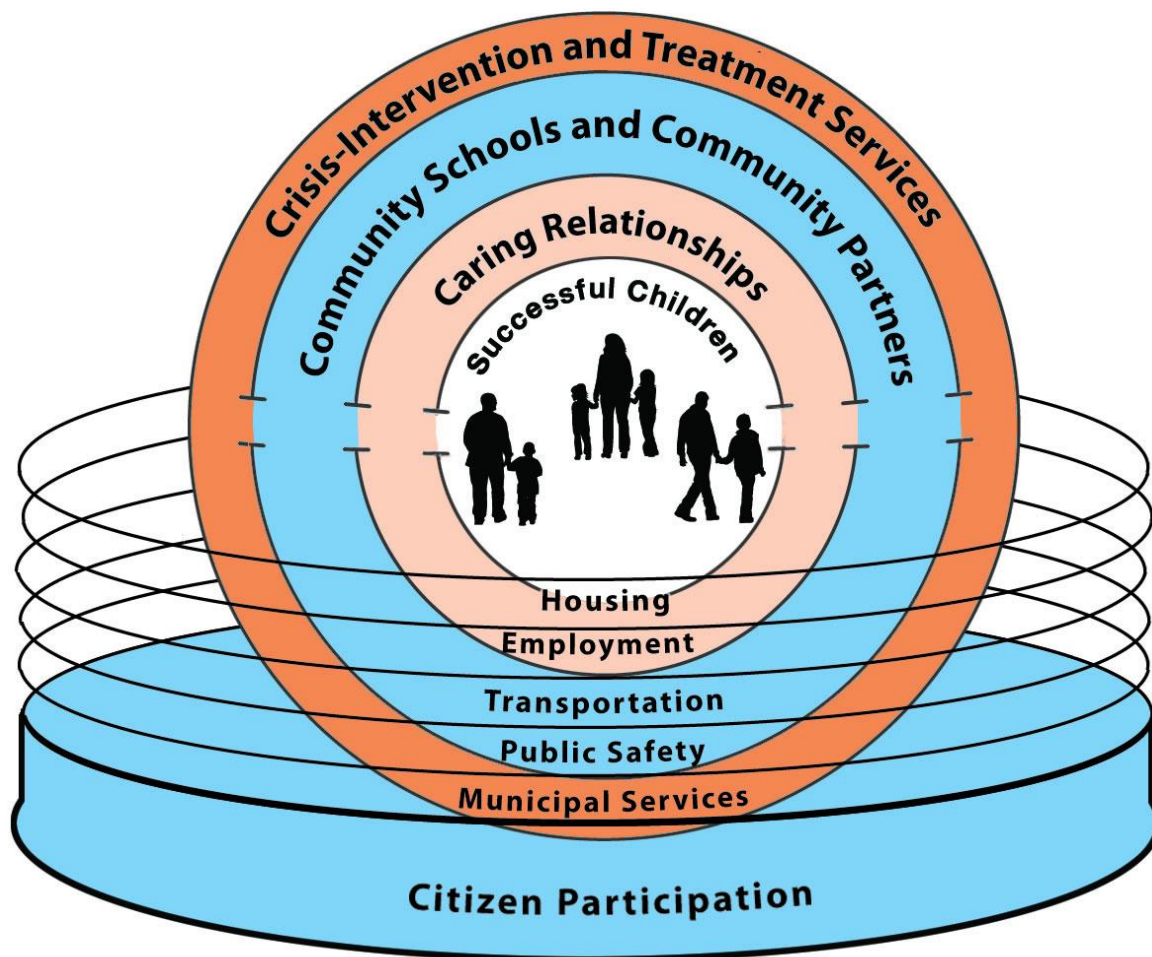 Crisis-Intervention and Treatment Services
Community Schools and Community Partners
Caring Relationships
Successful Children
Housing
Employment
Transportation
Public Safety
Municipal Services
Citizen Participation